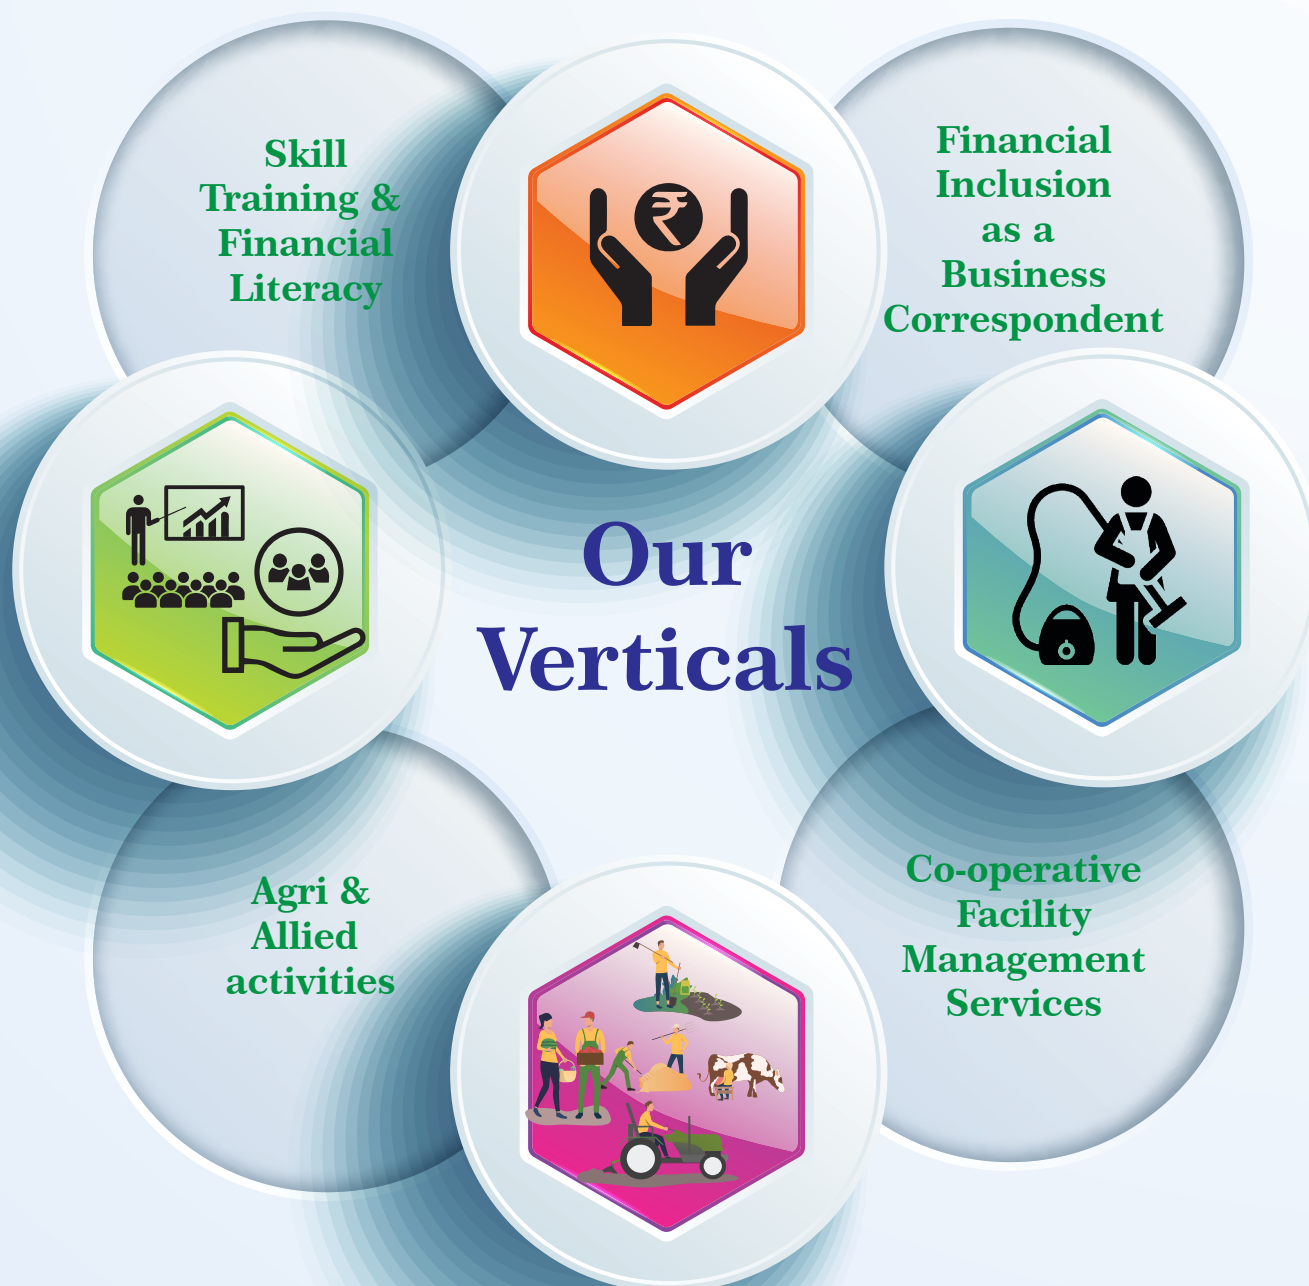 Skill
Training &
Financial
Literacy
Financial
Inclusion
as a
Business
Correspondent
Our
Verticals
Agri &
Allied
activities
Co-operative
Facility
Management
Services